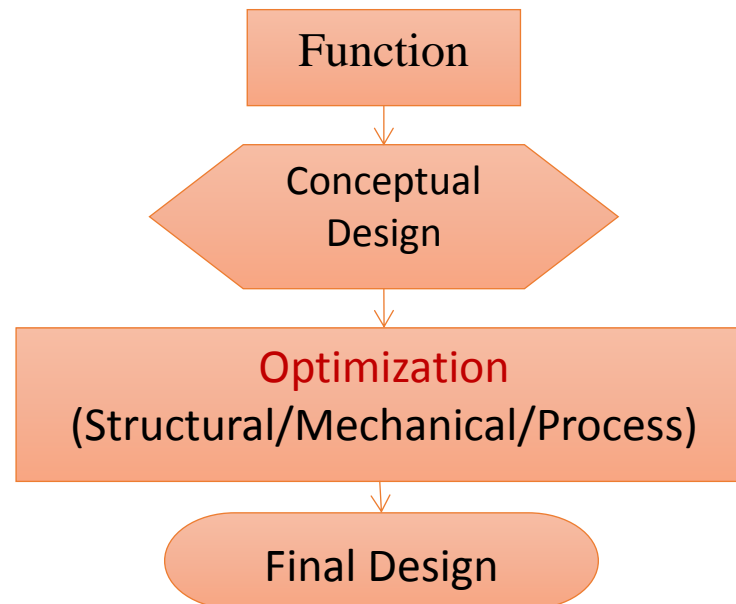 Function
Conceptual
Design
Optimization
(Structural/Mechanical/Process)
Final Design